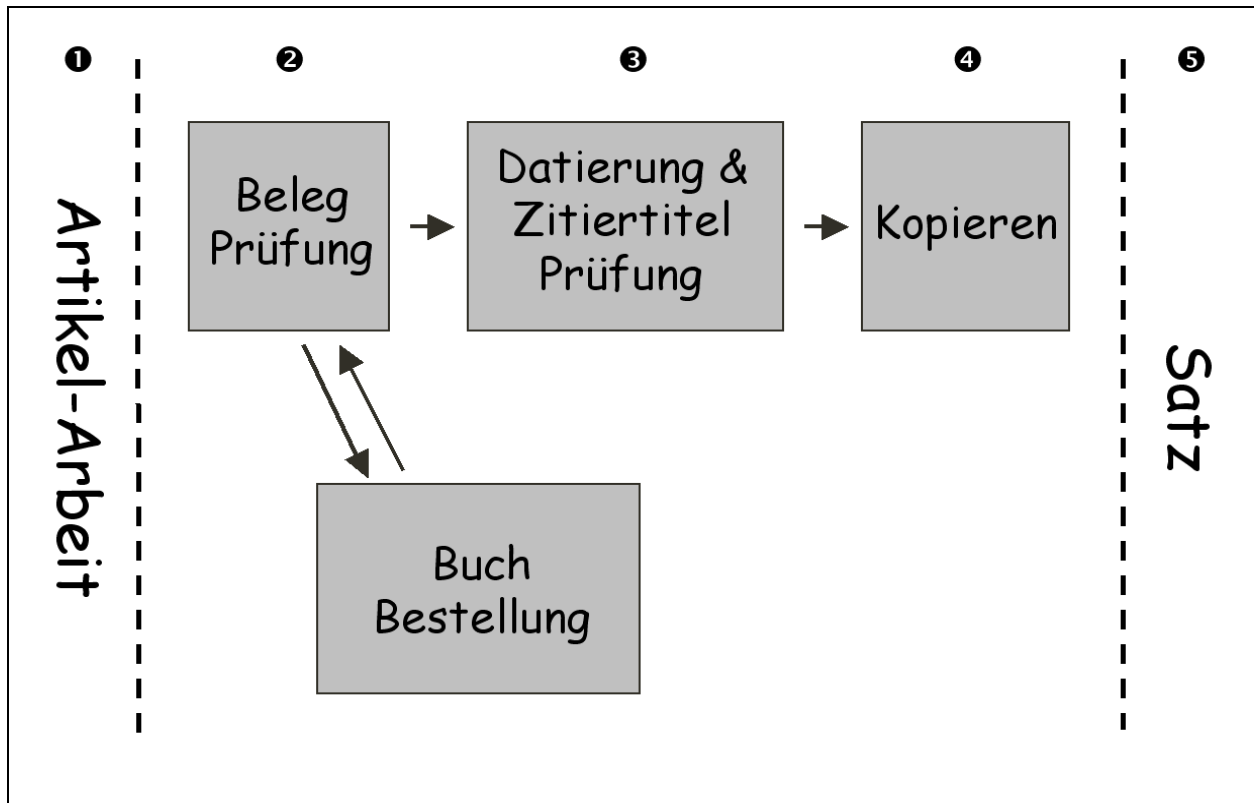 ❶
❷
❸
❹
❺
Artikel-Arbeit
Beleg
Prüfung
Datierung &
Zitiertitel
Prüfung
Kopieren
Buch
Bestellung
Satz